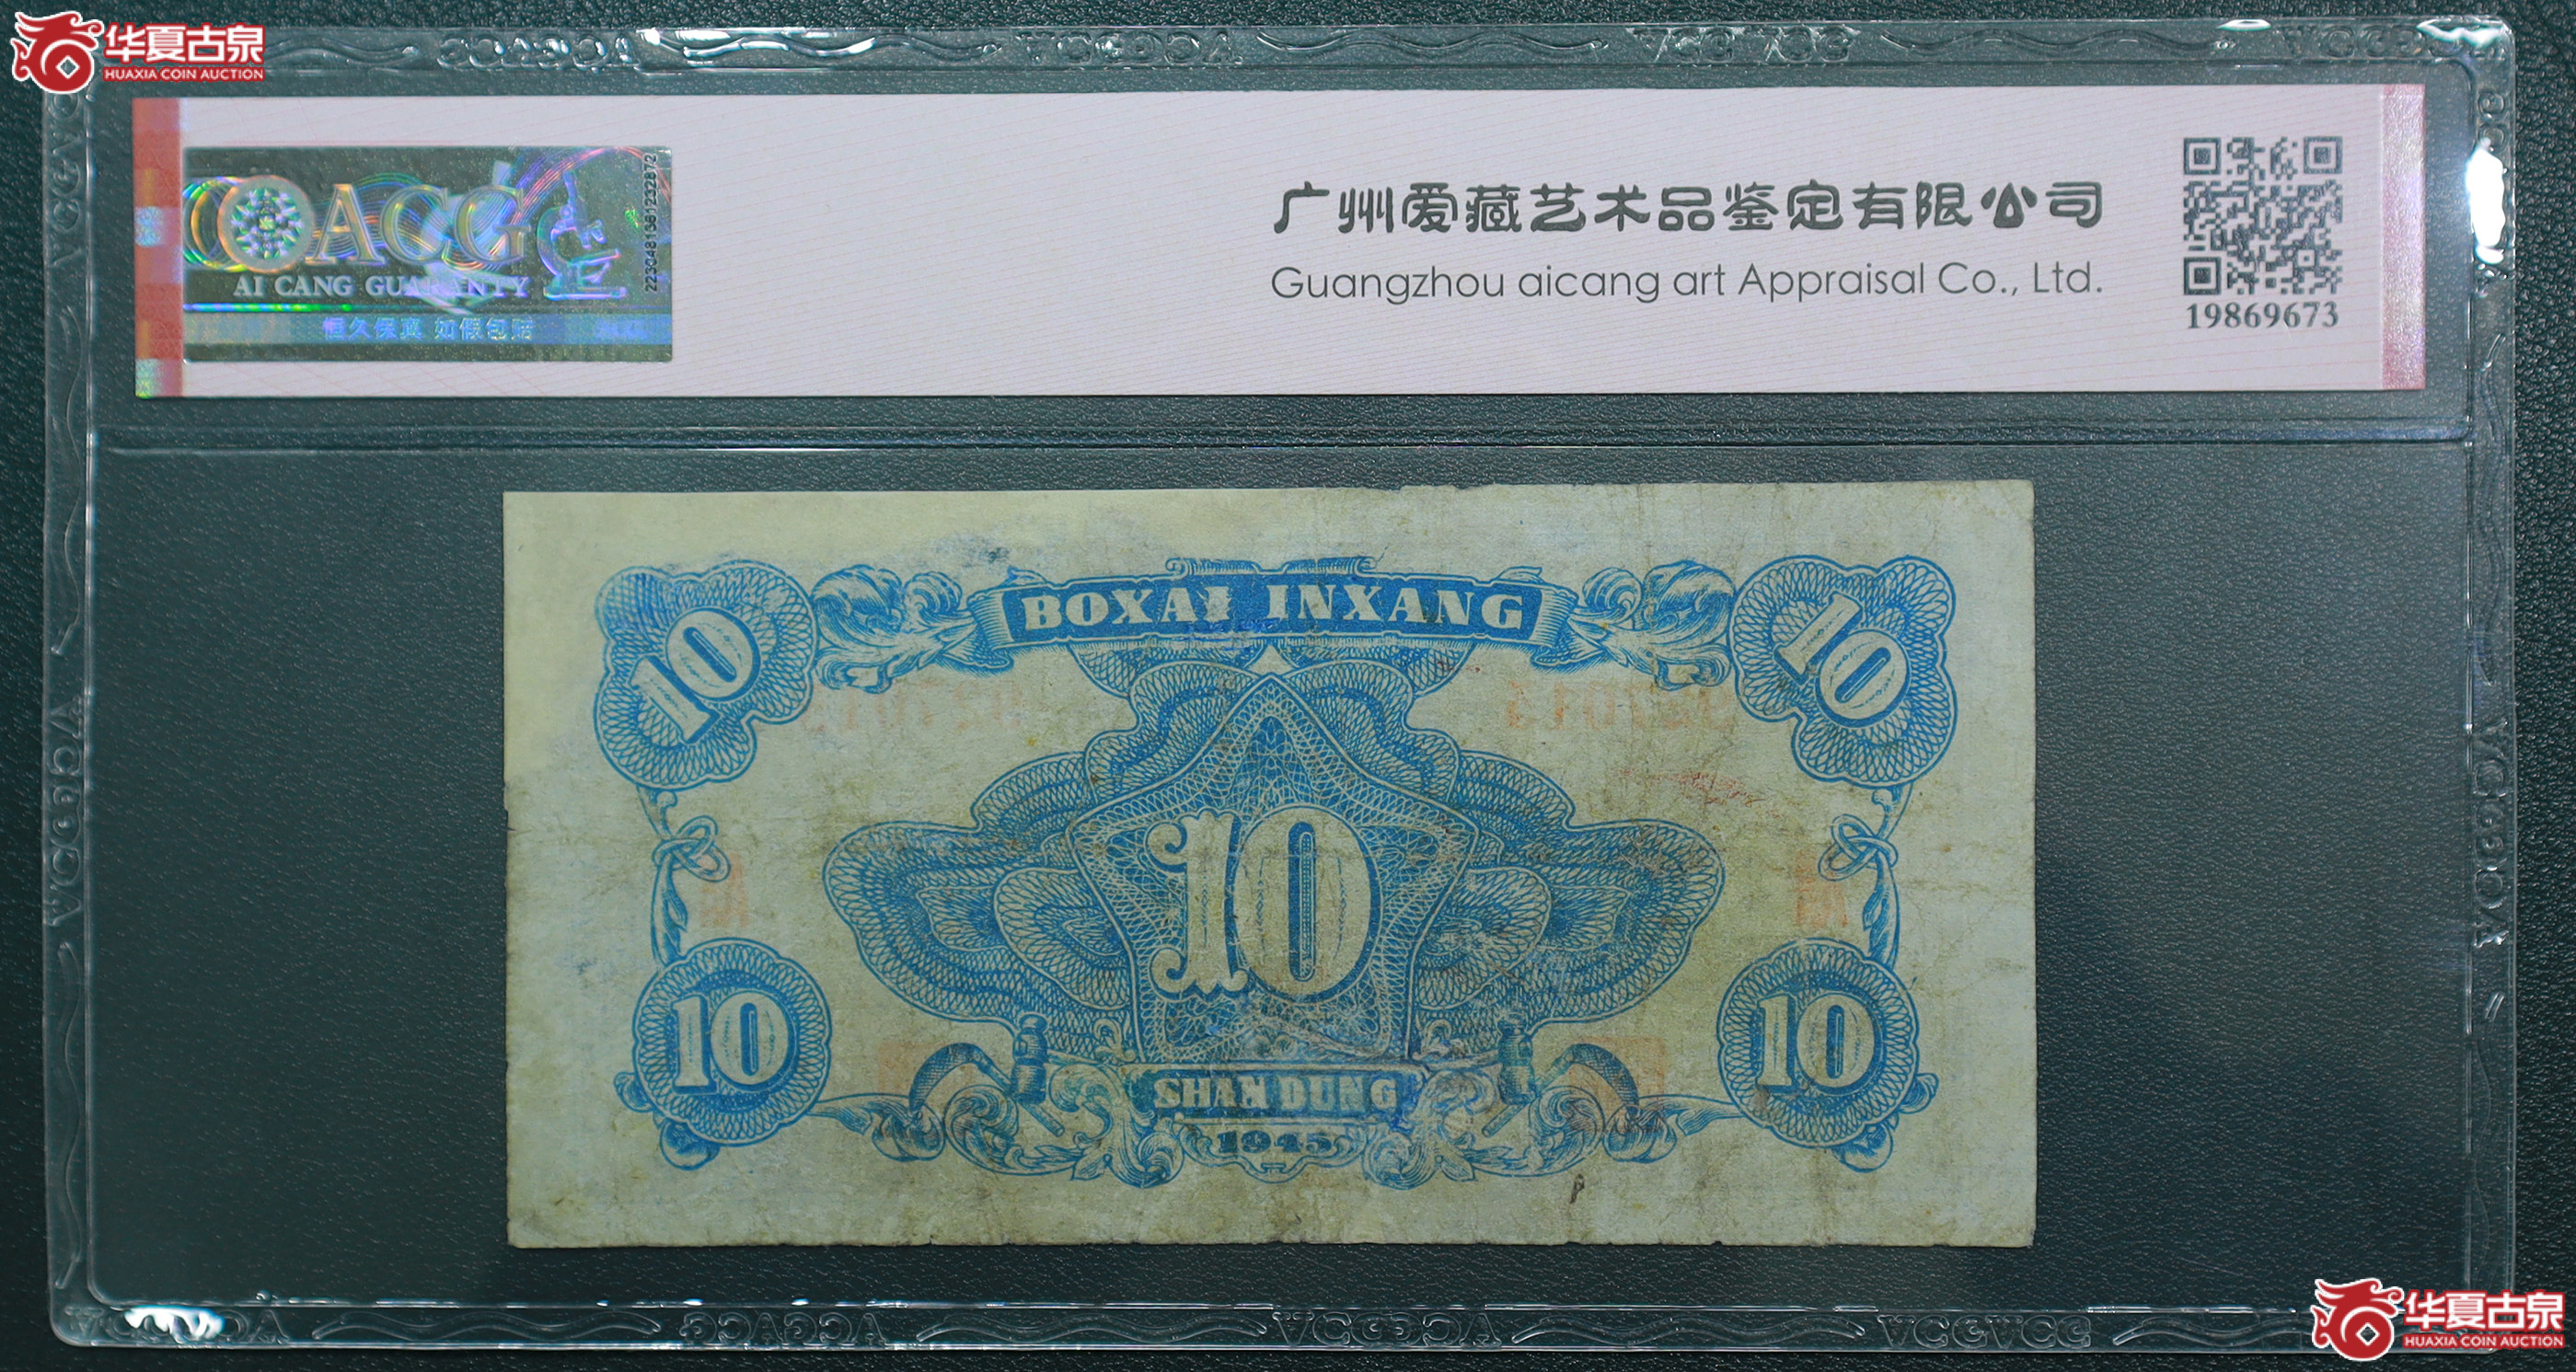 华夏古泉
HUAXIA COIN AUCTION
ACG
AI CANG GUARANTY
恒久保真 如假包赔
2230481361232872
广州爱藏艺术品鉴定有限公司
Guangzhou aicang art Appraisal Co., Ltd.
19869673
BOXAI INXANG
10
10
10
10
10
SHAN DUNG
1945
华夏古泉
HUAXIA COIN AUCTION